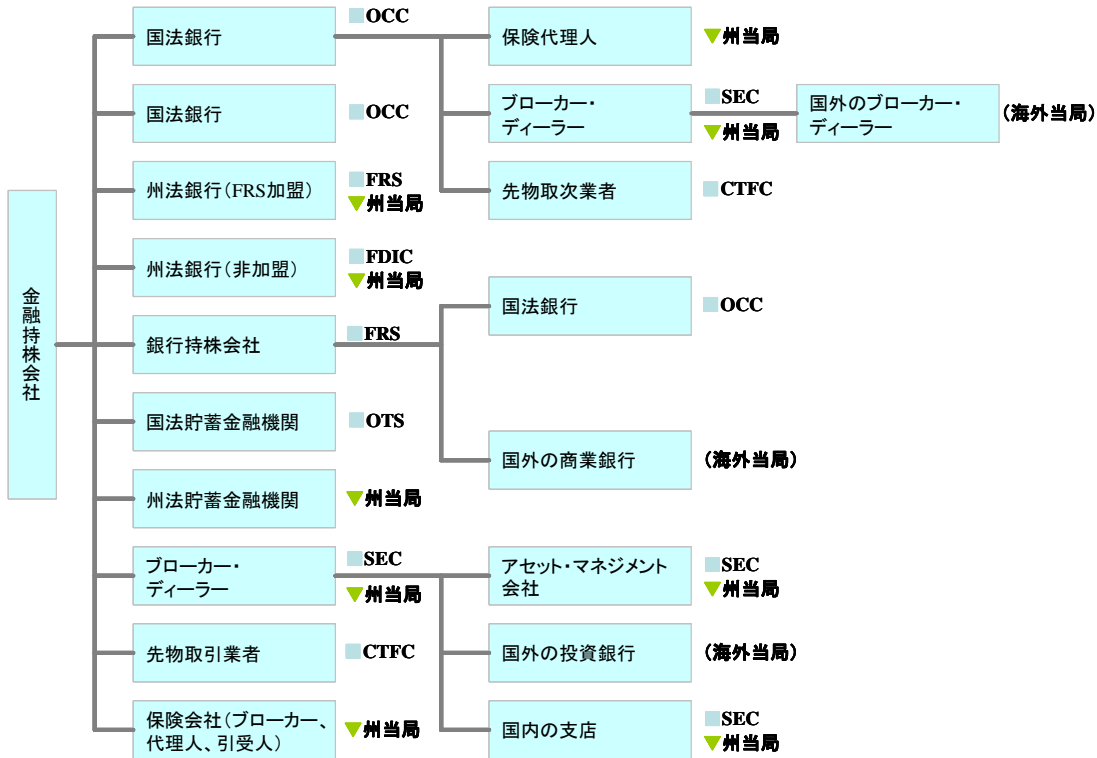 金融持株会社
国法銀行
■OCC
保険代理人
▼州当局
国法銀行
■OCC
ブローカー・
ディーラー
■SEC
▼州当局
国外のブローカー・
ディーラー
(海外当局)
州法銀行(FRS加盟)
■FRS
▼州当局
先物取次業者
■CTFC
州法銀行(非加盟)
■FDIC
▼州当局
銀行持株会社
■FRS
国法銀行
■OCC
国法貯蓄金融機関
■OTS
国外の商業銀行
(海外当局)
州法貯蓄金融機関
▼州当局
ブローカー・
ディーラー
■SEC
▼州当局
アセット・マネジメント
会社
■SEC
▼州当局
先物取引業者
■CTFC
国外の投資銀行
(海外当局)
保険会社(ブローカー、
代理人、引受人)
▼州当局
国内の支店
■SEC
▼州当局